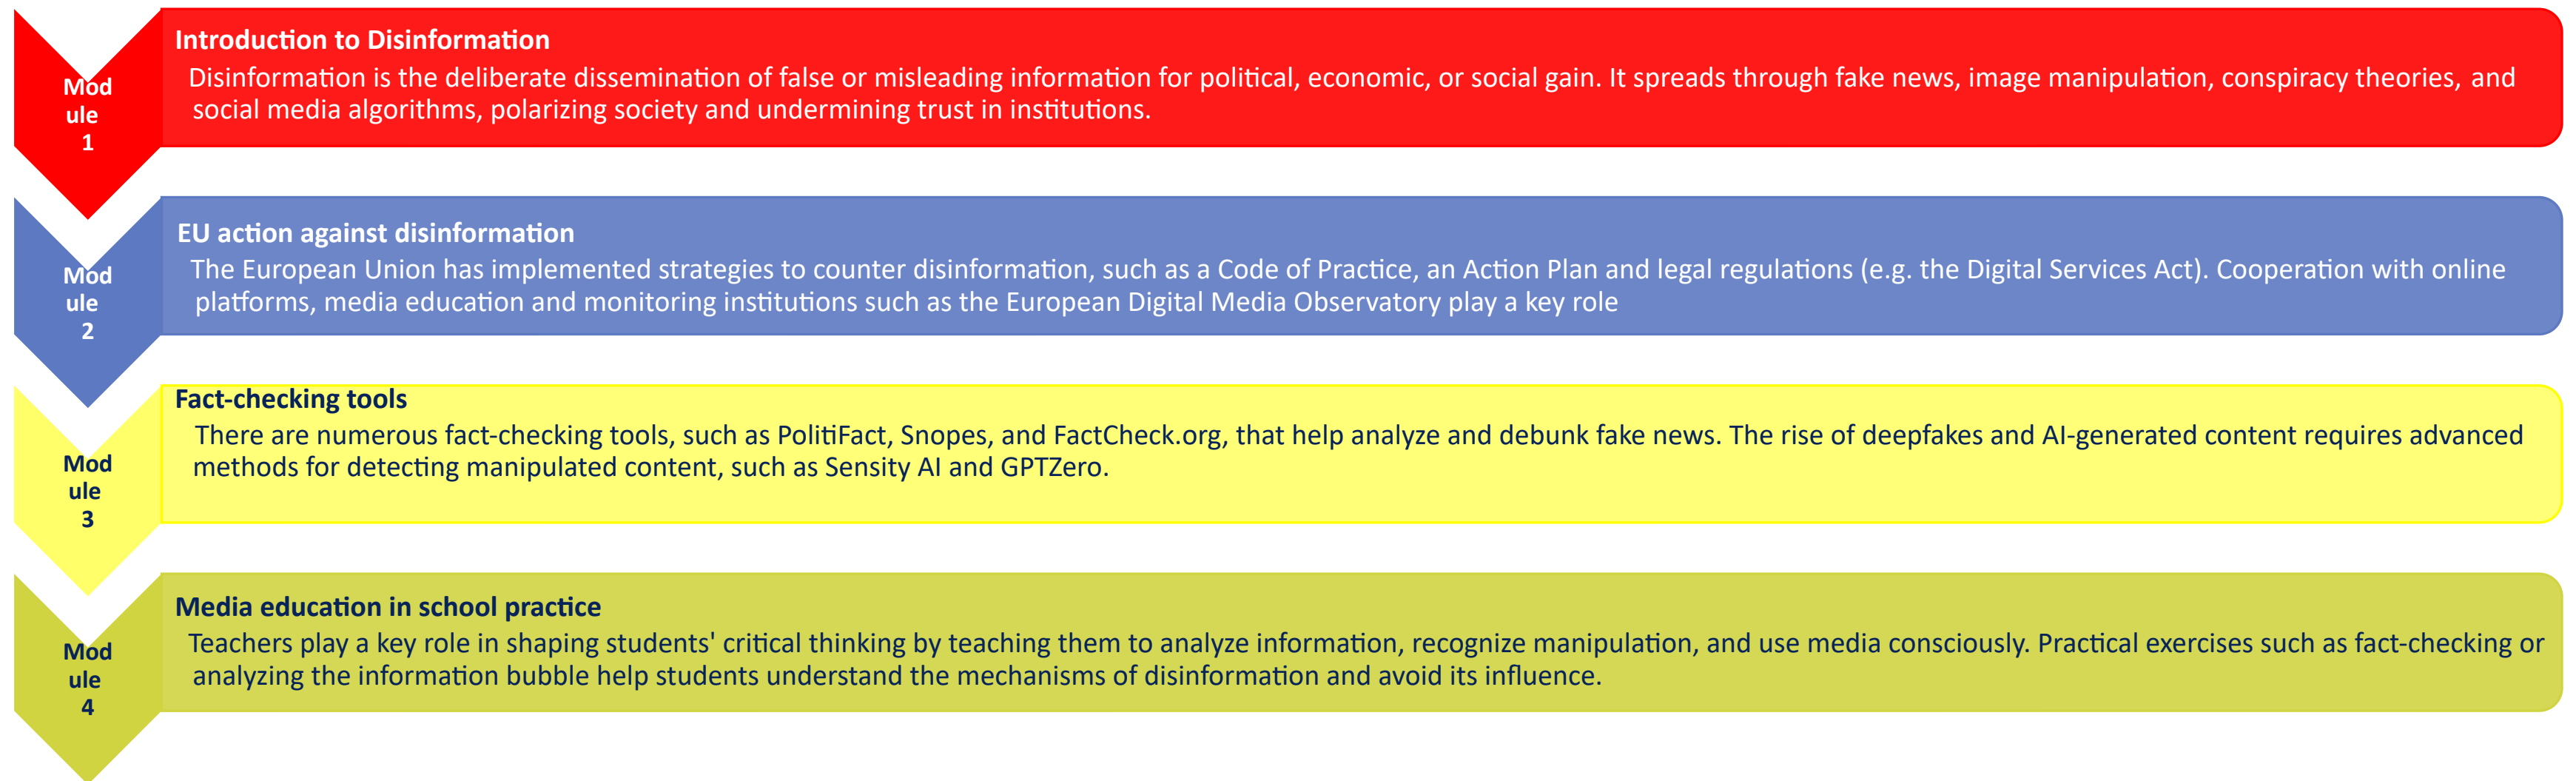 Mod
ule
1
Introduction to Disinformation
Disinformation is the deliberate dissemination of false or misleading information for political, economic, or social gain. It spreads through fake news, image manipulation, conspiracy theories, and
social media algorithms, polarizing society and undermining trust in institutions.
Mod
ule
2
EU action against disinformation
The European Union has implemented strategies to counter disinformation, such as a Code of Practice, an Action Plan and legal regulations (e.g. the Digital Services Act). Cooperation with online
platforms, media education and monitoring institutions such as the European Digital Media Observatory play a key role
Mod
ule
3
Fact-checking tools
There are numerous fact-checking tools, such as PolitiFact, Snopes, and FactCheck.org, that help analyze and debunk fake news. The rise of deepfakes and AI-generated content requires advanced
methods for detecting manipulated content, such as Sensity AI and GPTZero.
Mod
ule
4
Media education in school practice
Teachers play a key role in shaping students' critical thinking by teaching them to analyze information, recognize manipulation, and use media consciously. Practical exercises such as fact-checking or
analyzing the information bubble help students understand the mechanisms of disinformation and avoid its influence.